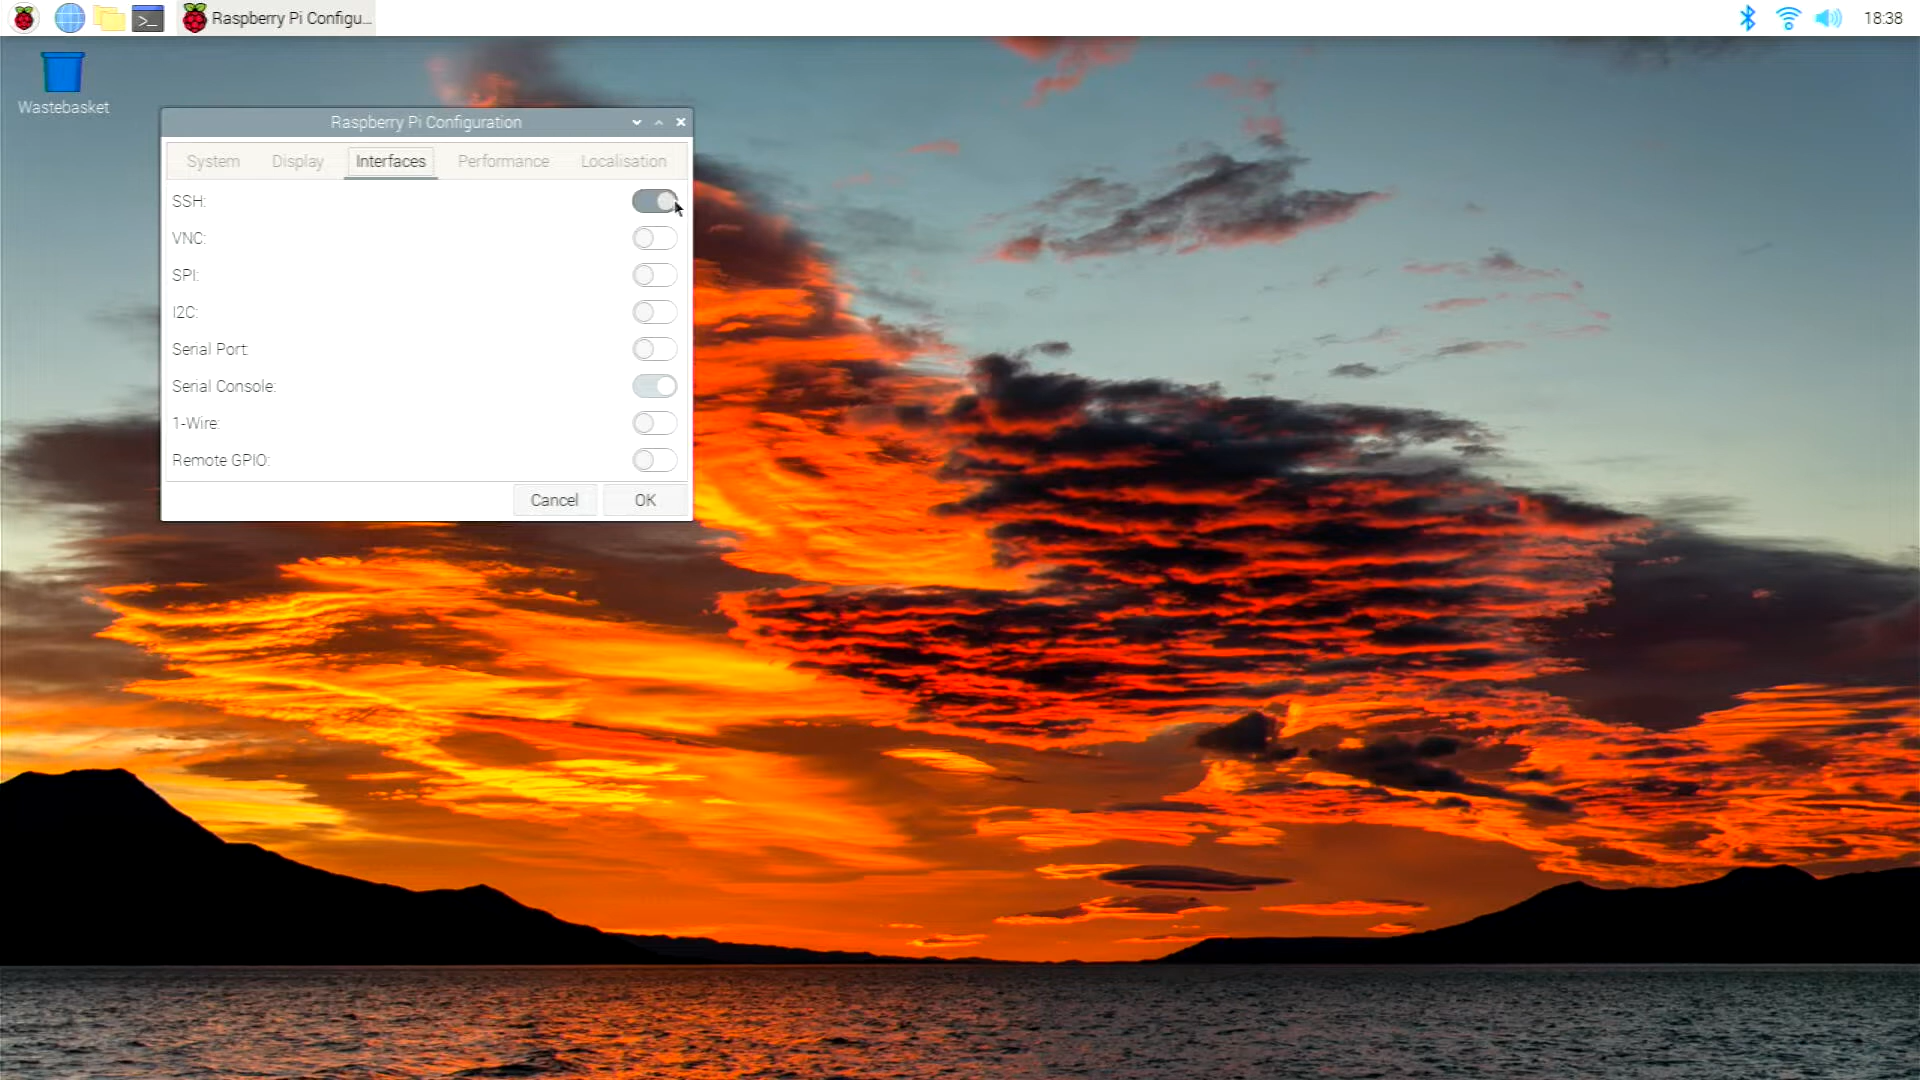 Raspberry Pi Configu...
18:38
Wastebasket
Raspberry Pi Configuration
System Display Interfaces Performance Localisation
SSH:
VNC:
SPI:
I2C:
Serial Port:
Serial Console:
1-Wire:
Remote GPIO:
Cancel OK